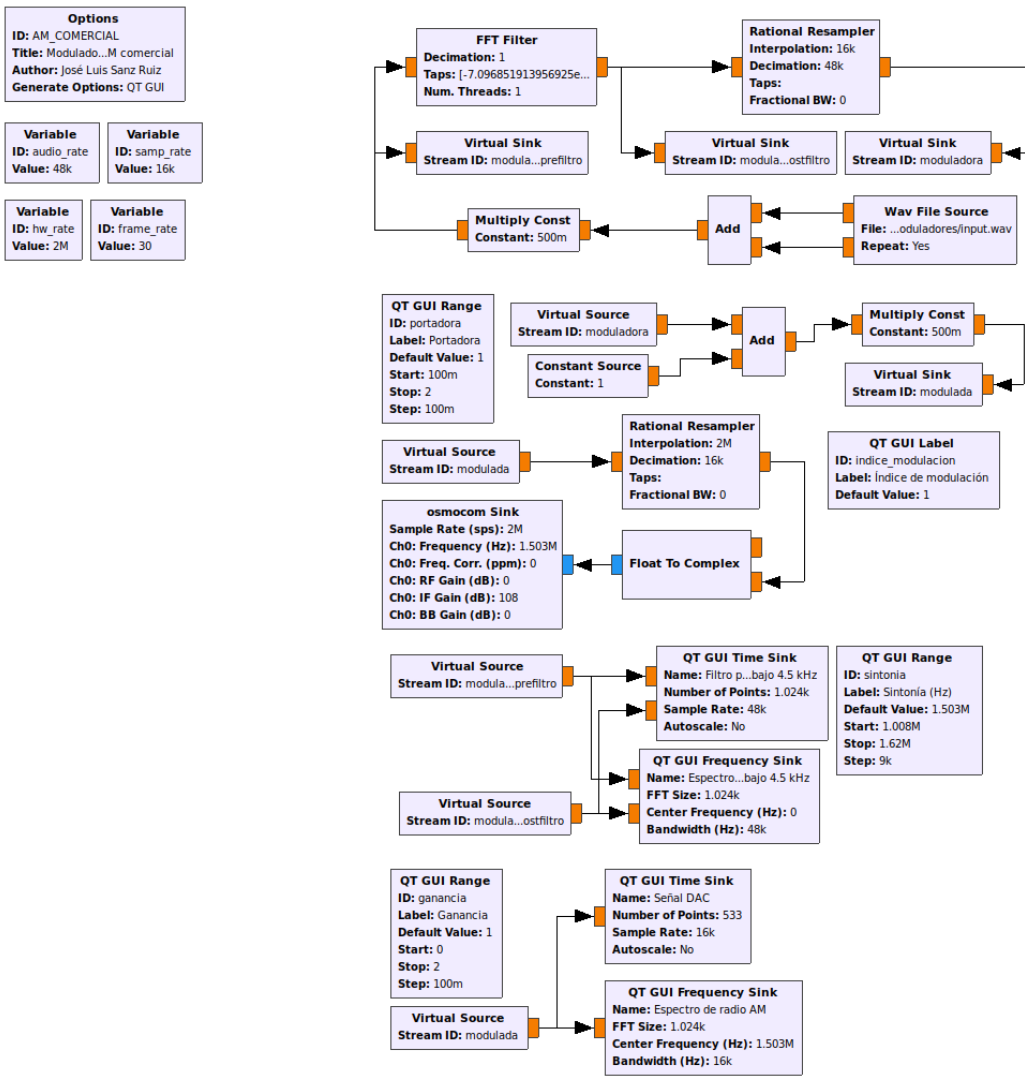 Options
ID: AM_COMERCIAL
Title: Modulado...M comercial
Author: José Luis Sanz Ruiz
Generate Options: QT GUI
Variable
ID: audio_rate
Value: 48k
Variable
ID: samp_rate
Value: 16k
Variable
ID: hw_rate
Value: 2M
Variable
ID: frame_rate
Value: 30
FFT Filter
Decimation: 1
Taps: [-7.096851913956925e...
Num. Threads: 1
Rational Resampler
Interpolation: 16k
Decimation: 48k
Taps:
Fractional BW: 0
Virtual Sink
Stream ID: modula...prefiltro
Virtual Sink
Stream ID: modula...ostfiltro
Virtual Sink
Stream ID: moduladora
Multiply Const
Constant: 500m
Add
Wav File Source
File: ...oduladores/input.wav
Repeat: Yes
QT GUI Range
ID: portadora
Label: Portadora
Default Value: 1
Start: 100m
Stop: 2
Step: 100m
Virtual Source
Stream ID: moduladora
Constant Source
Constant: 1
Add
Multiply Const
Constant: 500m
Virtual Sink
Stream ID: modulada
Virtual Source
Stream ID: modulada
Rational Resampler
Interpolation: 2M
Decimation: 16k
Taps:
Fractional BW: 0
QT GUI Label
ID: indice_modulacion
Label: Índice de modulación
Default Value: 1
osmocom Sink
Sample Rate (sps): 2M
Ch0: Frequency (Hz): 1.503M
Ch0: Freq. Corr. (ppm): 0
Ch0: RF Gain (dB): 0
Ch0: IF Gain (dB): 108
Ch0: BB Gain (dB): 0
Float To Complex
Virtual Source
Stream ID: modula...prefiltro
QT GUI Time Sink
Name: Filtro p...bajo 4.5 kHz
Number of Points: 1.024k
Sample Rate: 48k
Autoscale: No
QT GUI Range
ID: sintonia
Label: Sintonía (Hz)
Default Value: 1.503M
Start: 1.008M
Stop: 1.62M
Step: 9k
Virtual Source
Stream ID: modula...ostfiltro
QT GUI Frequency Sink
Name: Espectro...bajo 4.5 kHz
FFT Size: 1.024k
Center Frequency (Hz): 0
Bandwidth (Hz): 48k
QT GUI Range
ID: ganancia
Label: Ganancia
Default Value: 1
Start: 0
Stop: 2
Step: 100m
QT GUI Time Sink
Name: Señal DAC
Number of Points: 533
Sample Rate: 16k
Autoscale: No
Virtual Source
Stream ID: modulada
QT GUI Frequency Sink
Name: Espectro de radio AM
FFT Size: 1.024k
Center Frequency (Hz): 1.503M
Bandwidth (Hz): 16k